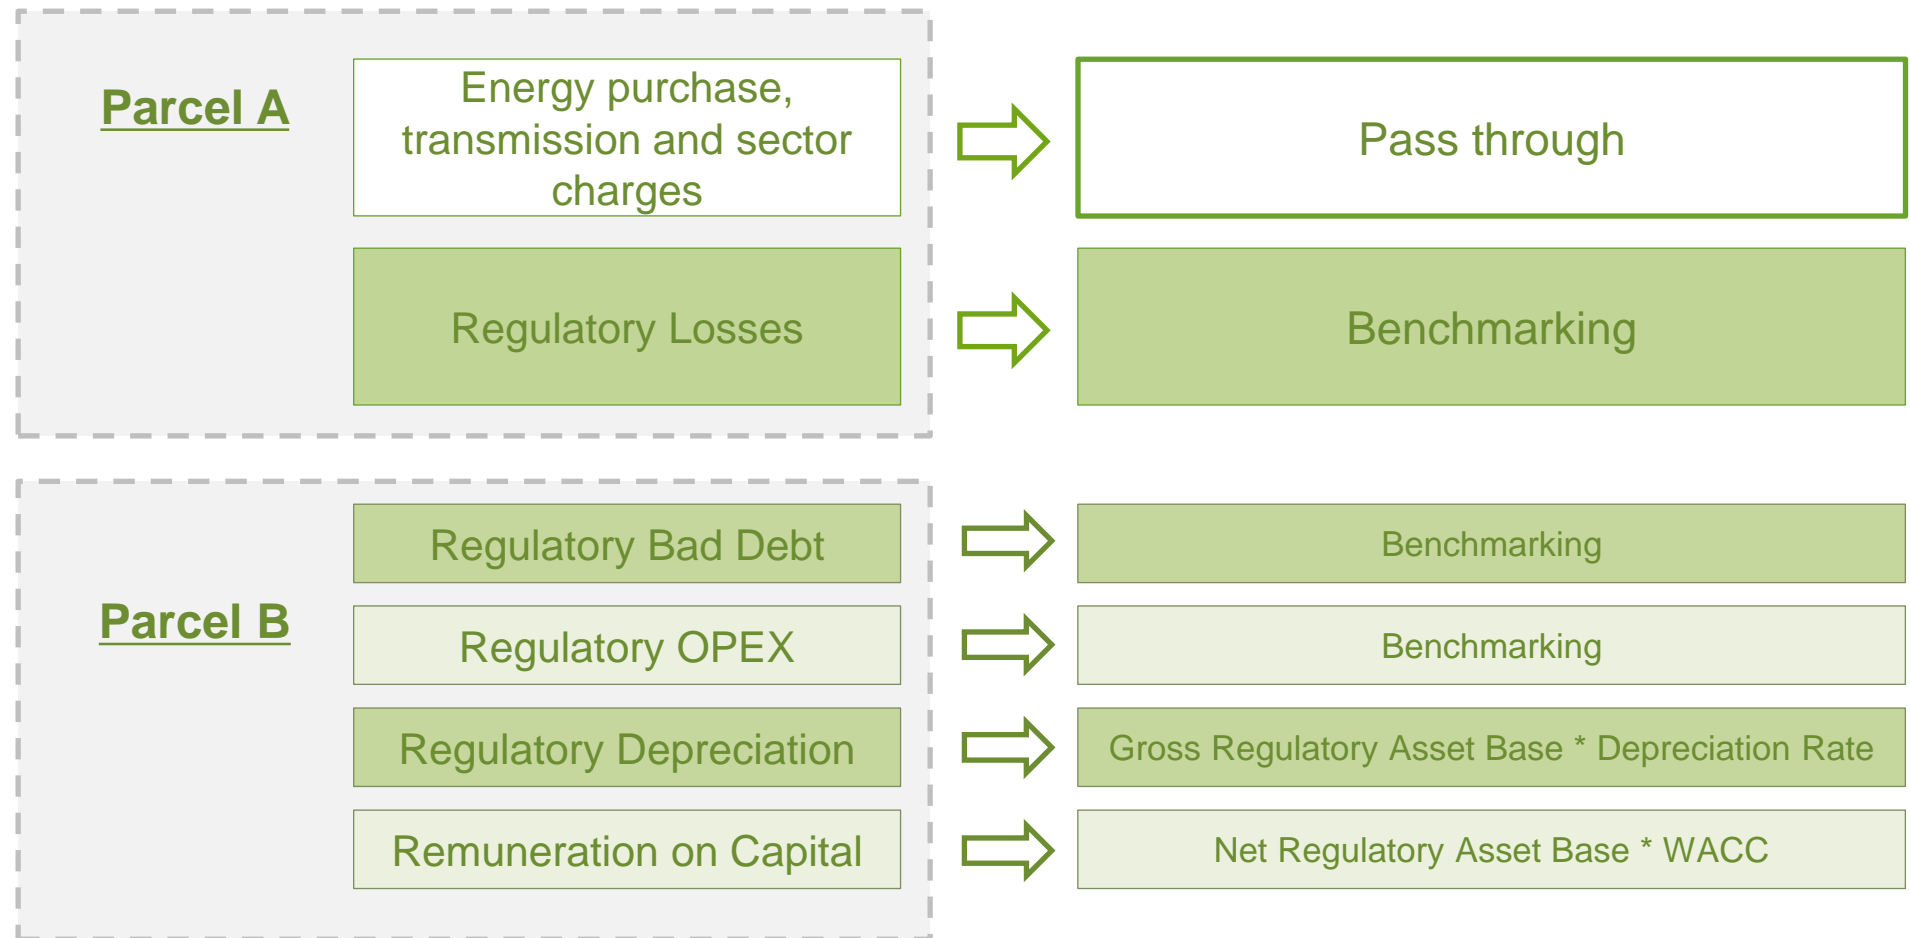 Parcel A
Energy purchase,
transmission and sector
charges
Pass through
Regulatory Losses
Benchmarking
Parcel B
Regulatory Bad Debt
Benchmarking
Regulatory OPEX
Benchmarking
Regulatory Depreciation
Gross Regulatory Asset Base * Depreciation Rate
Remuneration on Capital
Net Regulatory Asset Base * WACC